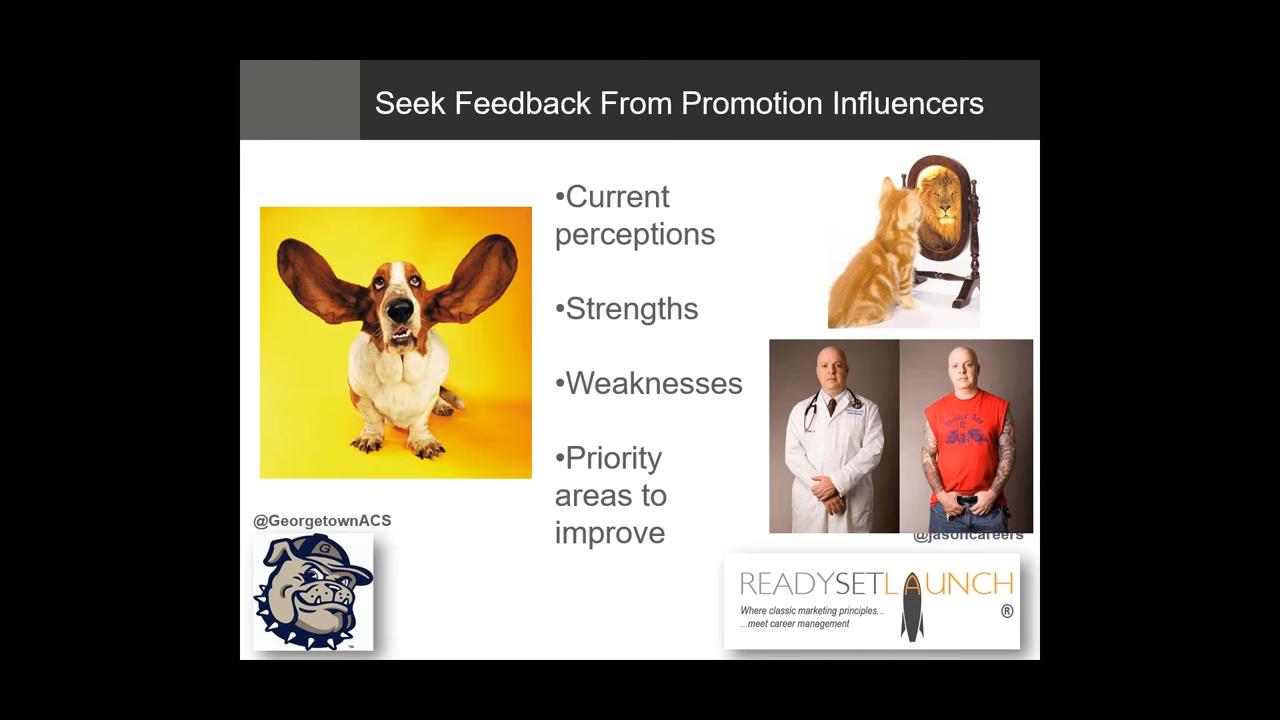 Seek Feedback From Promotion Influencers
•Current
perceptions
•Strengths
•Weaknesses
•Priority
areas to
improve
@GeorgetownACS
G
™
@jasoncareers
READYSETLAUNCH
®
Where classic marketing principles...
...meet career management